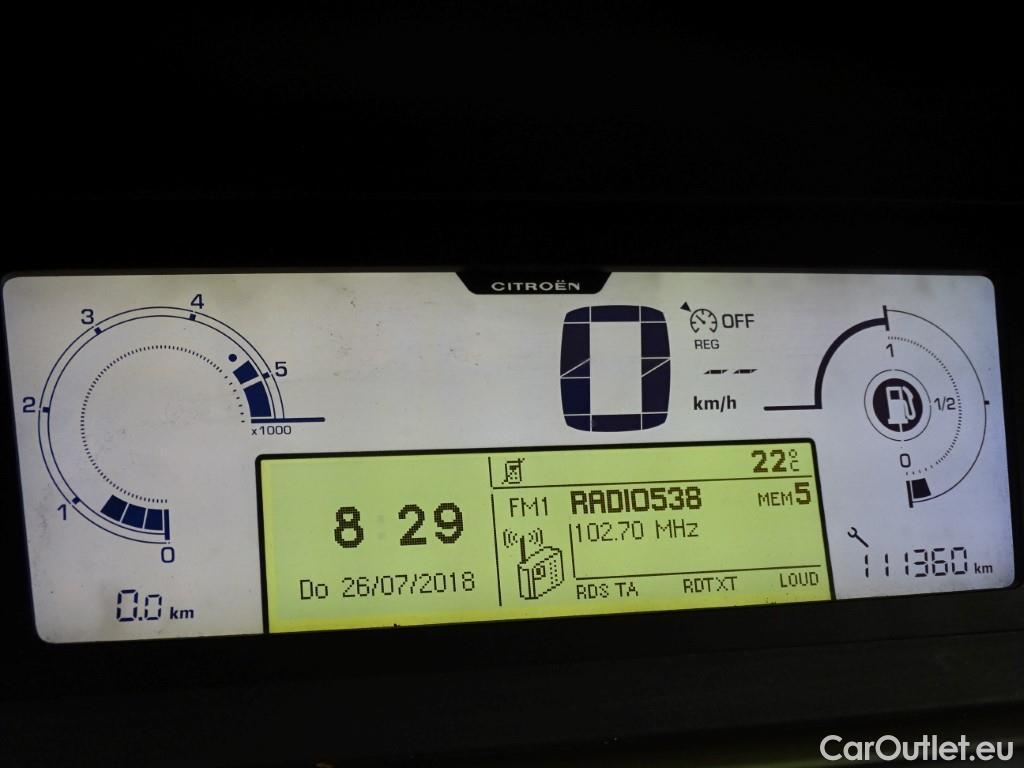 CITROËN
4
3
5
2
x1000
1
0
0.0 km
0
OFF
REG
-- --
km/h
1
1/2
0
111360 km
22°C
8 29
FM1 RADIO538 MEM5
102.70 MHz
Do 26/07/2018
RDS TA RDTXT LOUD
CarOutlet.eu